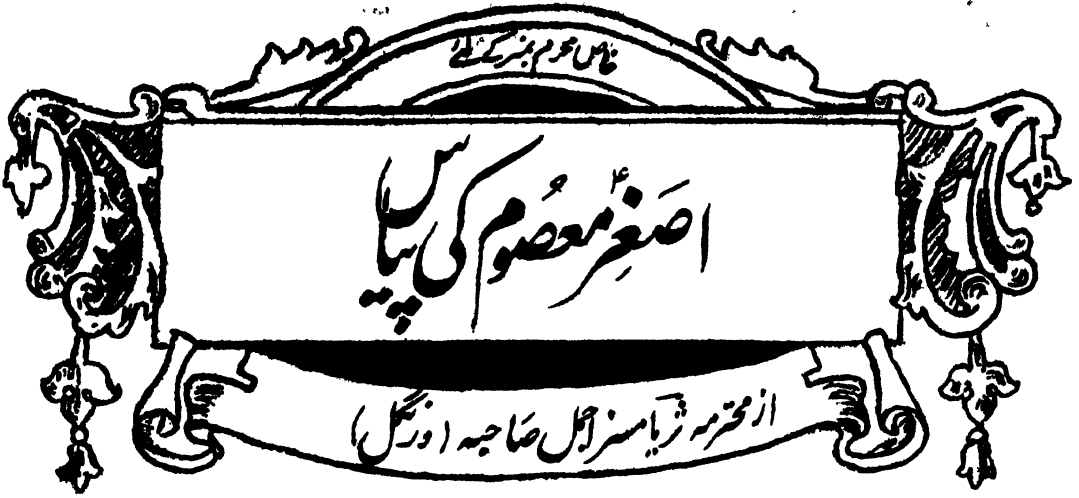 خاص محرم نمبر کے لئے
اصغرؑ معصوم کی پیاس
از محترمہ ثریا مسز اجمل صاحبہ (ورنگل)